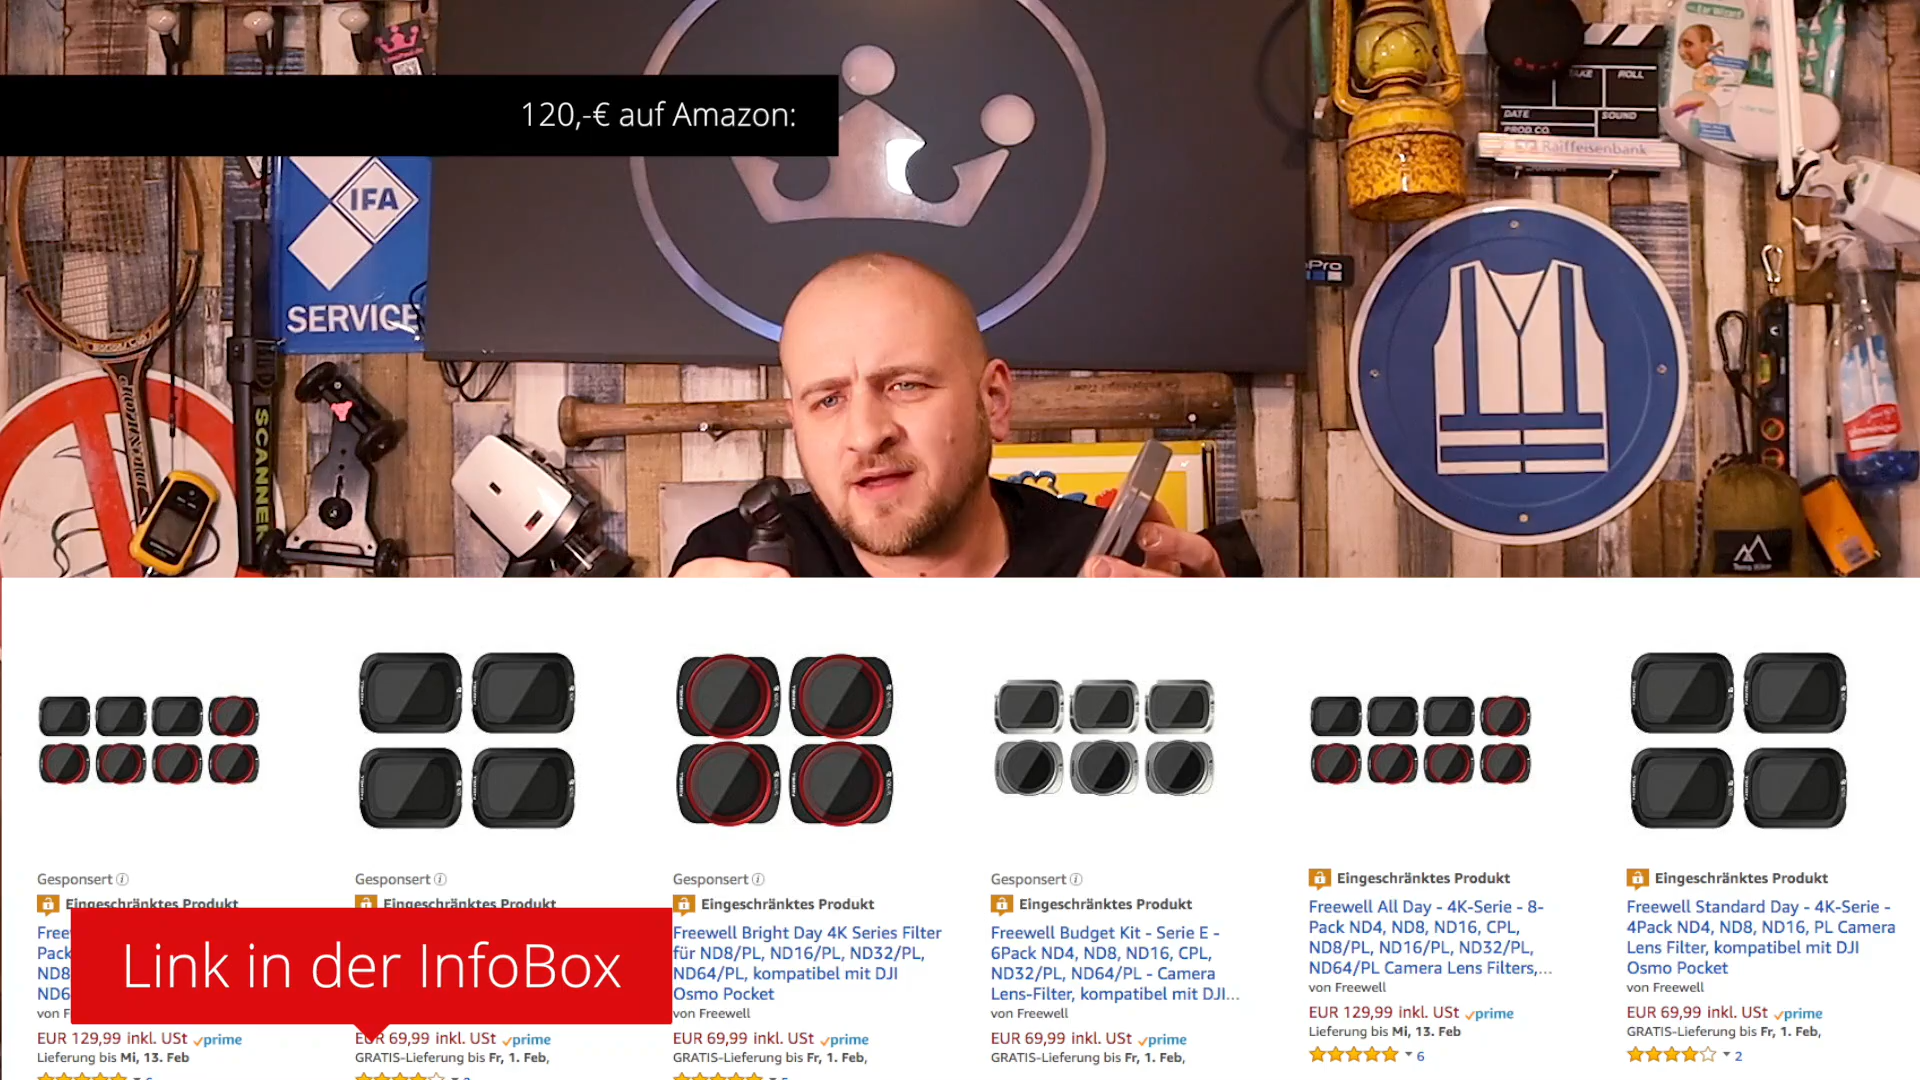 120,-€ auf Amazon:
IFA
SERVICE
SCANNER
TAKE ROLL
DATE SOUND
PROD.CO.
Raiffeisenbank
Gesponsert
Eingeschränktes Produkt
Free
Pack
ND8
ND6
von F
EUR 129,99 inkl. USt prime
Lieferung bis Mi, 13. Feb
Gesponsert
Eingeschränktes Produkt
EUR 69,99 inkl. USt prime
GRATIS-Lieferung bis Fr, 1. Feb,
Link in der InfoBox
Gesponsert
Eingeschränktes Produkt
Freewell Bright Day 4K Series Filter
für ND8/PL, ND16/PL, ND32/PL,
ND64/PL, kompatibel mit DJI
Osmo Pocket
von Freewell
EUR 69,99 inkl. USt prime
GRATIS-Lieferung bis Fr, 1. Feb,
Gesponsert
Eingeschränktes Produkt
Freewell Budget Kit - Serie E -
6Pack ND4, ND8, ND16, CPL,
ND32/PL, ND64/PL - Camera
Lens-Filter, kompatibel mit DJI...
von Freewell
EUR 69,99 inkl. USt prime
GRATIS-Lieferung bis Fr, 1. Feb,
Eingeschränktes Produkt
Freewell All Day - 4K-Serie - 8-
Pack ND4, ND8, ND16, CPL,
ND8/PL, ND16/PL, ND32/PL,
ND64/PL Camera Lens Filters,...
von Freewell
EUR 129,99 inkl. USt prime
Lieferung bis Mi, 13. Feb
6
Eingeschränktes Produkt
Freewell Standard Day - 4K-Serie -
4Pack ND4, ND8, ND16, PL Camera
Lens Filter, kompatibel mit DJI
Osmo Pocket
von Freewell
EUR 69,99 inkl. USt prime
GRATIS-Lieferung bis Fr, 1. Feb,
2